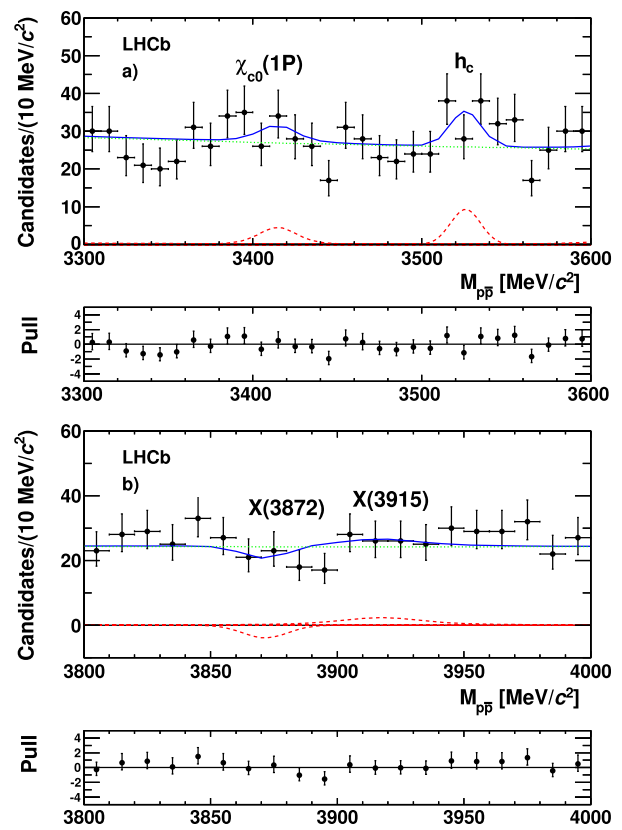 60
50
40
30
20
10
0
Candidates/(10 MeV/c²)
LHCb
a)
χc0(1P)
hc
3300 3400 3500 3600
Mpp̅ [MeV/c²]
4
2
0
-2
-4
Pull
3300 3400 3500 3600
60
40
20
0
Candidates/(10 MeV/c²)
LHCb
b)
X(3872)
X(3915)
3800 3850 3900 3950 4000
Mpp̅ [MeV/c²]
4
2
0
-2
-4
Pull
3800 3850 3900 3950 4000